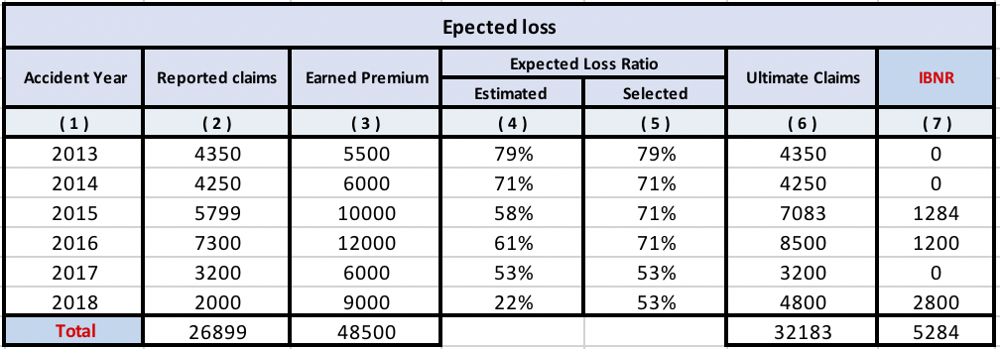 Epected loss
Accident Year Reported claims Earned Premium Expected Loss Ratio Ultimate Claims IBNR
Estimated Selected
( 1 ) ( 2 ) ( 3 ) ( 4 ) ( 5 ) ( 6 ) ( 7 )
2013 4350 5500 79% 79% 4350 0
2014 4250 6000 71% 71% 4250 0
2015 5799 10000 58% 71% 7083 1284
2016 7300 12000 61% 71% 8500 1200
2017 3200 6000 53% 53% 3200 0
2018 2000 9000 22% 53% 4800 2800
Total 26899 48500 32183 5284